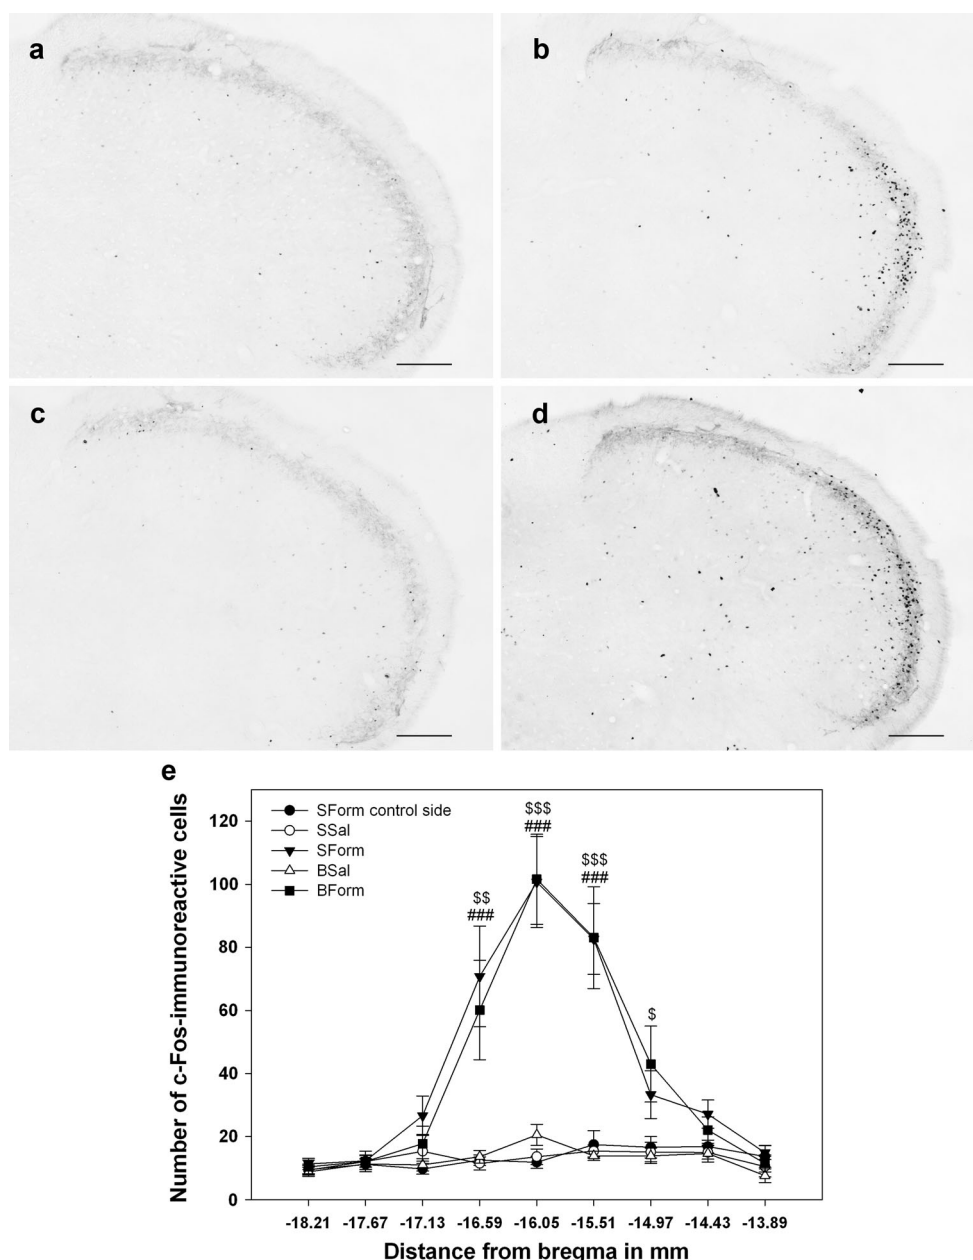 a
b
c
d
e
Number of c-Fos-immunoreactive cells
120
100
80
60
40
20
0
SForm control side
SSal
SForm
BSal
BForm
$$
###
$$$
###
$$$
###
$
-18.21 -17.67 -17.13 -16.59 -16.05 -15.51 -14.97 -14.43 -13.89
Distance from bregma in mm